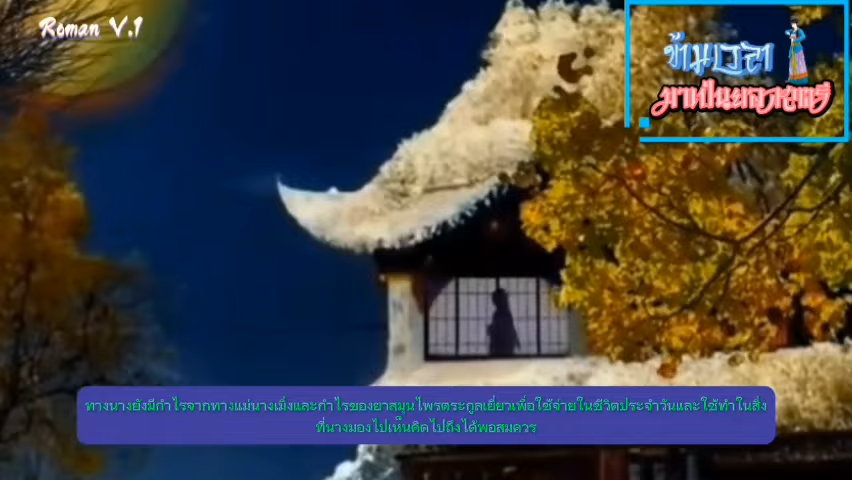 Roman V.1
ข้ามเวลา
มาเป็นยอดสตรี
ทางนางยังมีกำไรจากทางแม่นางเมิ่งและกำไรของยาสมุนไพรตระกูลเยี่ยวเพื่อใช้จ่ายในชีวิตประจำวันและใช้ทำในสิ่ง
ที่นางมองไปเห็นคิดไปถึงได้พอสมควร